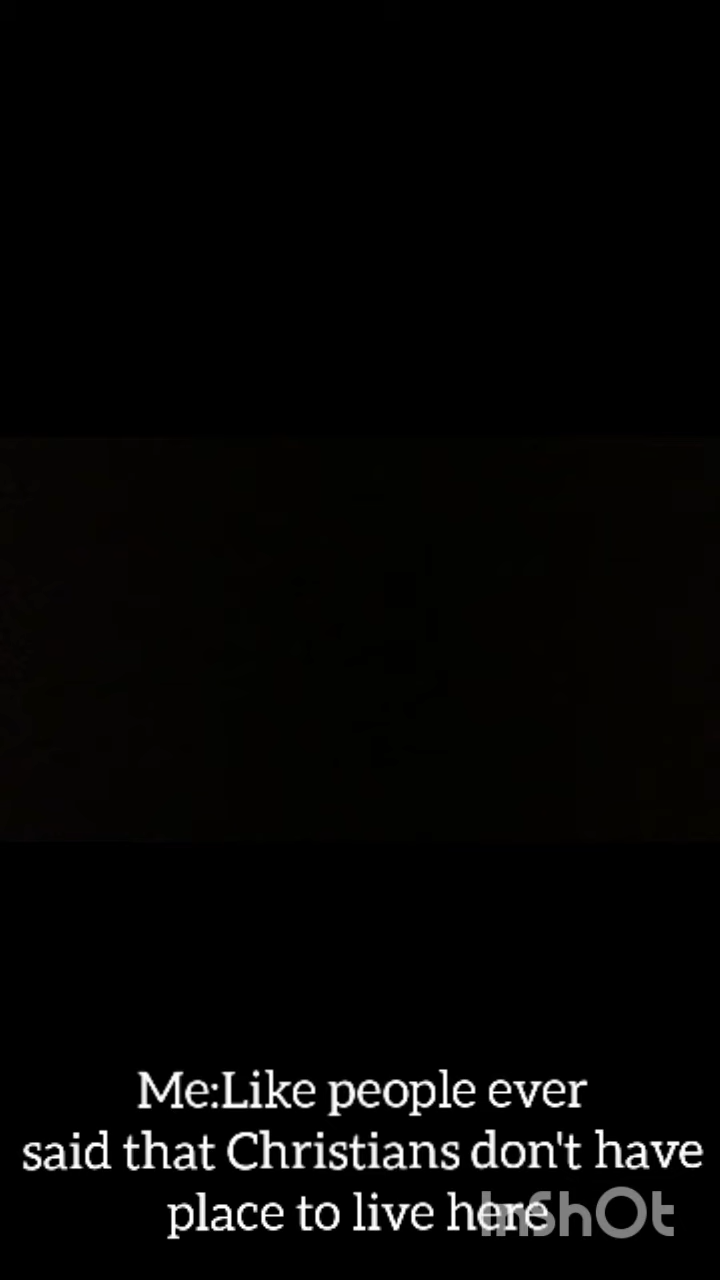 Me:Like people ever
said that Christians don't have
place to live here
InShOt